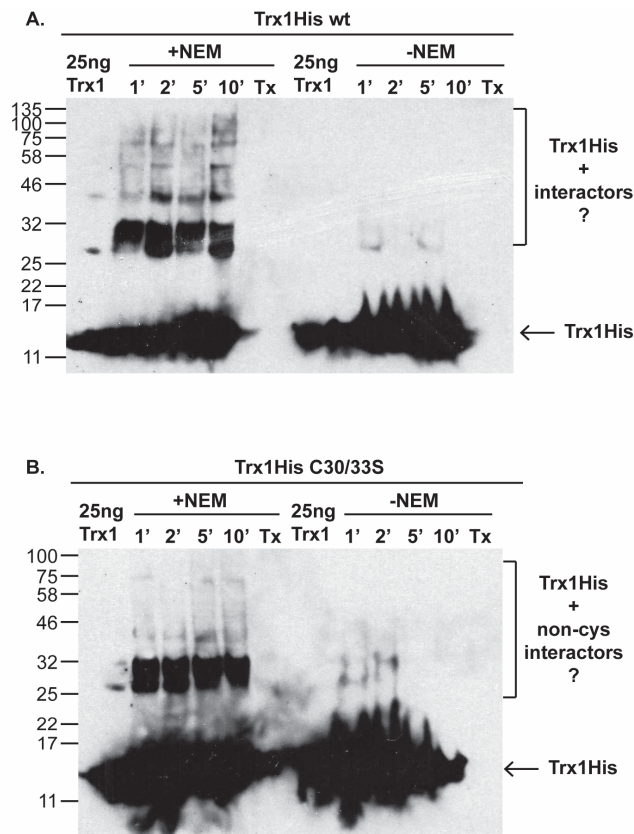 A.
Trx1His wt
25ng Trx1
+NEM
1’ 2’ 5’ 10’ Tx
25ng Trx1
-NEM
1’ 2’ 5’ 10’ Tx
135
100
75
58
46
32
25
22
17
11
Trx1His
+
interactors
?
Trx1His
B.
Trx1His C30/33S
25ng Trx1
+NEM
1’ 2’ 5’ 10’ Tx
25ng Trx1
-NEM
1’ 2’ 5’ 10’ Tx
100
75
58
46
32
25
22
17
11
Trx1His
+
non-cys
interactors
?
Trx1His